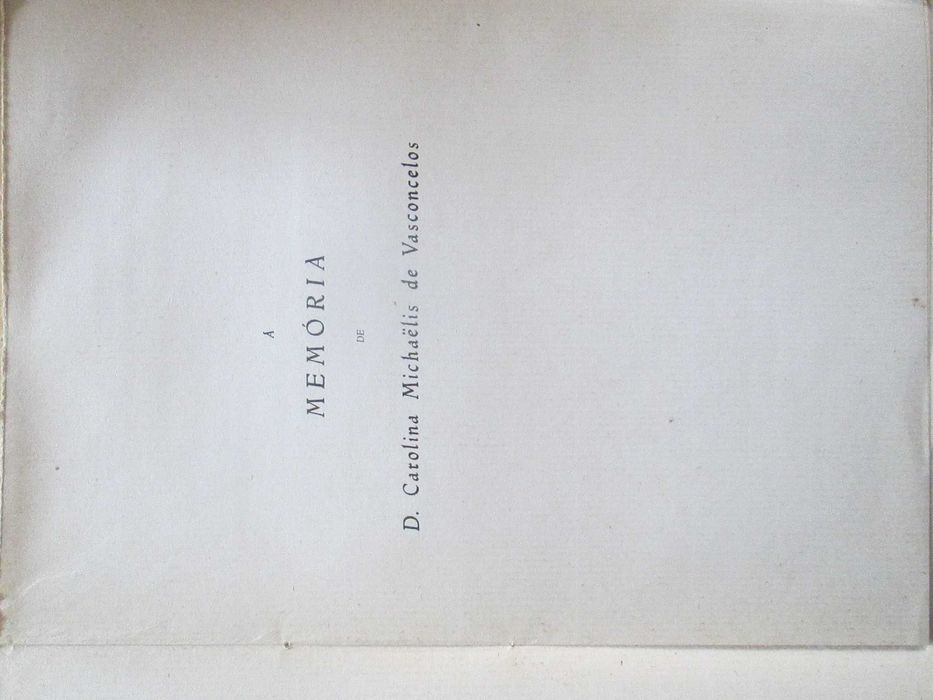 Á
MEMÓRIA
DE
D. Carolina Michaëlis de Vasconcelos